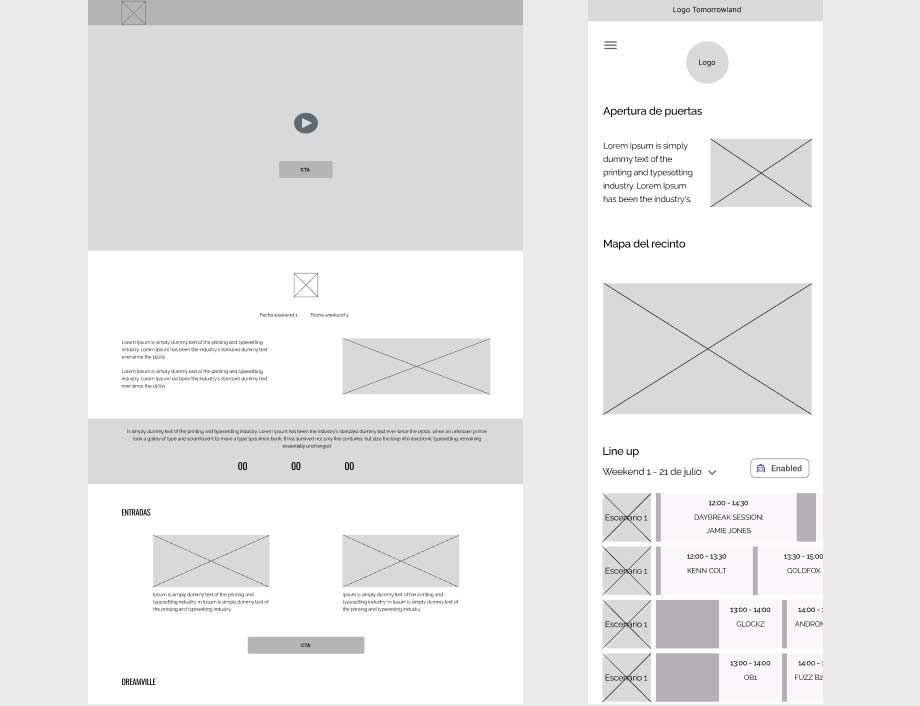 CTA
Fecha weekend 1
Fecha weekend 2
Lorem Ipsum is simply dummy text of the printing and typesetting
industry. Lorem Ipsum has been the industry's standard dummy text
ever since the 1500s
Lorem Ipsum is simply dummy text of the printing and typesetting
industry. Lorem Ipsum has been the industry's standard dummy text
ever since the 1500s
is simply dummy text of the printing and typesetting industry. Lorem Ipsum has been the industry's standard dummy text ever since the 1500s, when an unknown printer
took a galley of type and scrambled it to make a type specimen book. It has survived not only five centuries, but also the leap into electronic typesetting, remaining
essentially unchanged
00 00 00
ENTRADAS
Ipsum is simply dummy text of the printing and
typesetting industry. m Ipsum is simply dummy text of
the printing and typesetting industry.
Ipsum is simply dummy text of the printing and
typesetting industry. m Ipsum is simply dummy text of
the printing and typesetting industry.
CTA
DREAMVILLE
Logo Tomorrowland
Logo
Apertura de puertas
Lorem Ipsum is simply
dummy text of the
printing and typesetting
industry. Lorem Ipsum
has been the industry's.
Mapa del recinto
Line up
Weekend 1 - 21 de julio
Enabled
Escenario 1
12:00 - 14:30
DAYBREAK SESSION:
JAMIE JONES
Escenario 1
12:00 - 13:30
KENN COLT
13:30 - 15:00
GOLDFOX
Escenario 1
13:00 - 14:00
GLOCKZ
14:00 -
ANDROM
Escenario 1
13:00 - 14:00
OB1
14:00 -
FUZZ B2